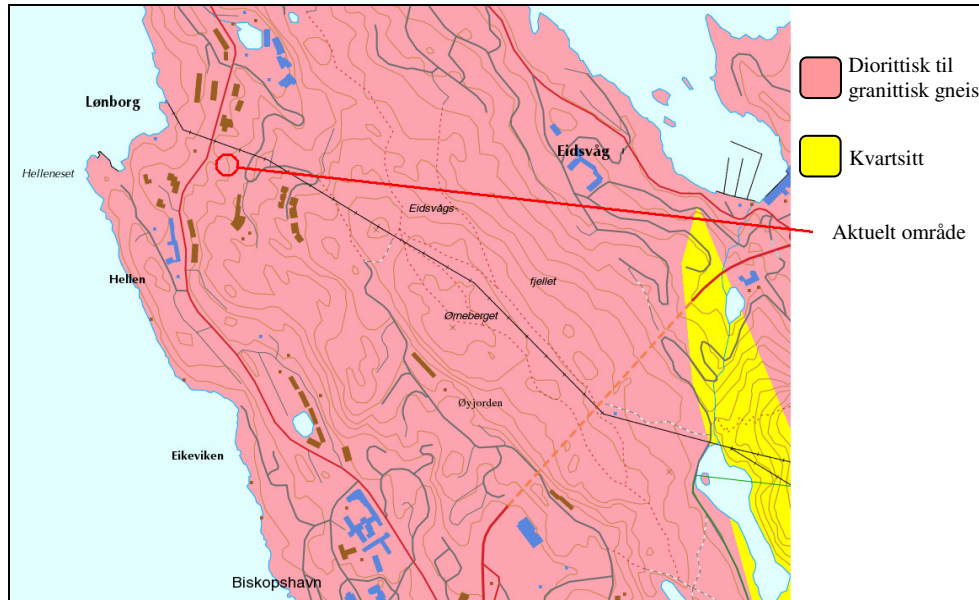 Diorittisk til
granittisk gneis
Lønborg
Kvartsitt
Eidsvåg
Helleneset
Eidsvågs-
Aktuelt område
Hellen
fjellet
Ørneberget
Øyjorden
Eikeviken
Biskopshavn